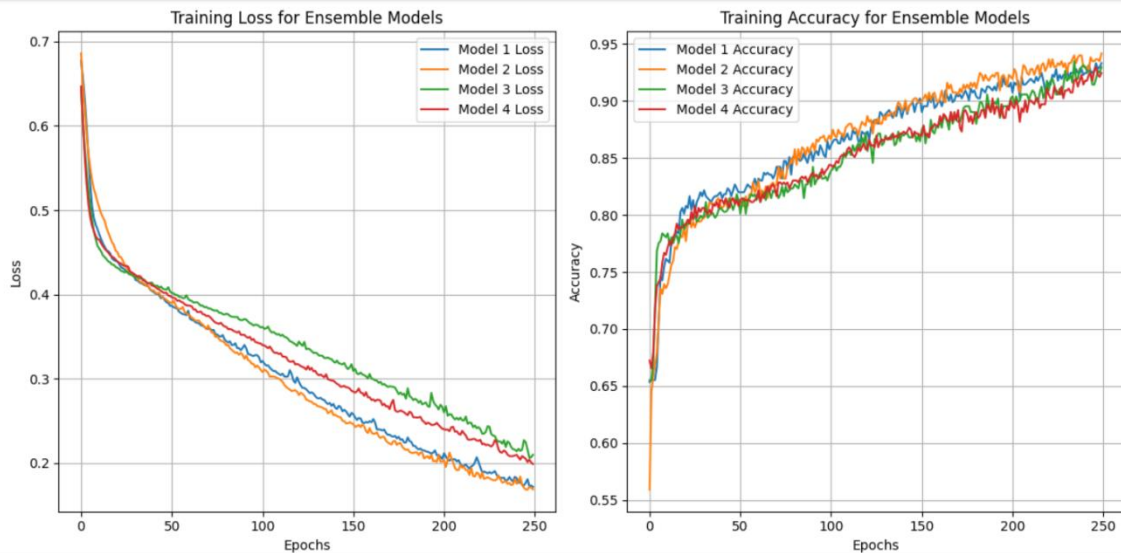 Training Loss for Ensemble Models
0.7
0.6
0.5
0.4
0.3
0.2
Loss
0
50
100
150
200
250
Epochs
Model 1 Loss
Model 2 Loss
Model 3 Loss
Model 4 Loss
Training Accuracy for Ensemble Models
0.95
0.90
0.85
0.80
0.75
0.70
0.65
0.60
0.55
Accuracy
0
50
100
150
200
250
Epochs
Model 1 Accuracy
Model 2 Accuracy
Model 3 Accuracy
Model 4 Accuracy